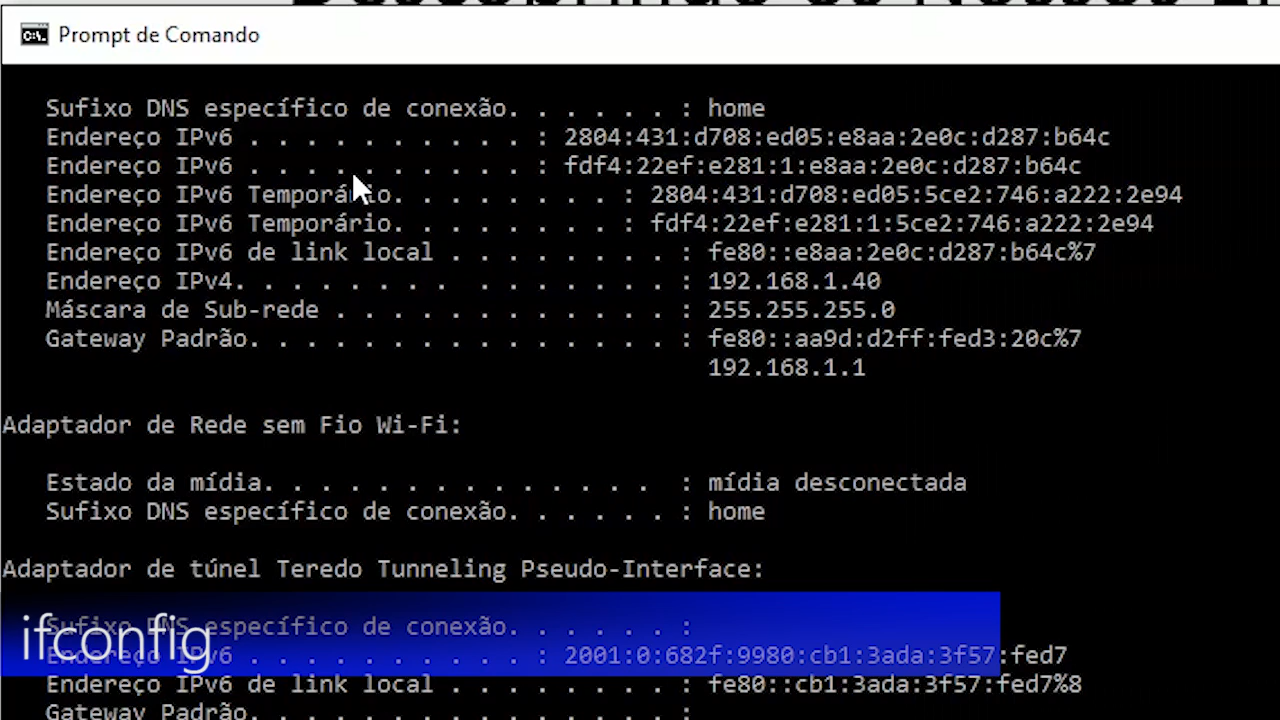 Prompt de Comando
Sufixo DNS específico de conexão. . . . . . : home
Endereço IPv6 . . . . . . . . . . : 2804:431:d708:ed05:e8aa:2e0c:d287:b64c
Endereço IPv6 . . . . . . . . . . : fdf4:22ef:e281:1:e8aa:2e0c:d287:b64c
Endereço IPv6 Temporário. . . . . . . . : 2804:431:d708:ed05:5ce2:746:a222:2e94
Endereço IPv6 Temporário. . . . . . . . : fdf4:22ef:e281:1:5ce2:746:a222:2e94
Endereço IPv6 de link local . . . . . . . . : fe80::e8aa:2e0c:d287:b64c%7
Endereço IPv4. . . . . . . . . . . . . . . : 192.168.1.40
Máscara de Sub-rede . . . . . . . . . . . . : 255.255.255.0
Gateway Padrão. . . . . . . . . . . . . . . : fe80::aa9d:d2ff:fed3:20c%7
192.168.1.1
Adaptador de Rede sem Fio Wi-Fi:
Estado da mídia. . . . . . . . . . . . . . : mídia desconectada
Sufixo DNS específico de conexão. . . . . . : home
Adaptador de túnel Teredo Tunneling Pseudo-Interface:
Sufixo DNS específico de conexão. . . . . . :
ifconfig
Endereço IPv6 . . . . . . . . . . : 2001:0:682f:9980:cb1:3ada:3f57:fed7
Endereço IPv6 de link local . . . . . . . . : fe80::cb1:3ada:3f57:fed7%8
Gateway Padrão. . . . . . . . . . . . . . . :